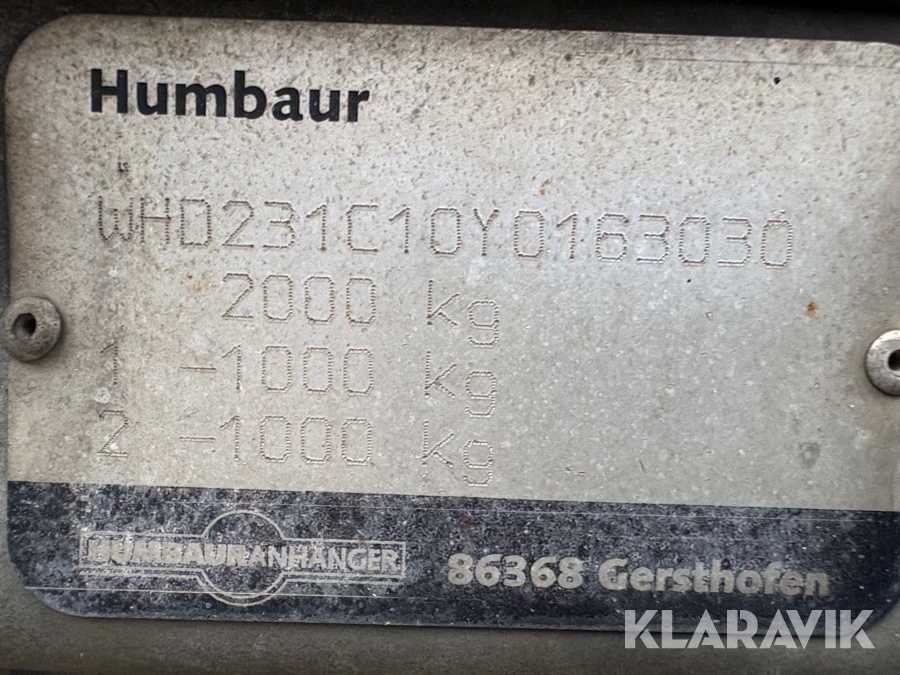 Humbaur
WHD231C10Y0163030
2000 kg
1 -1000 kg
2 -1000 kg
HUMBAURANHÄNGER
86368 Gersthofen
KLARAVIK